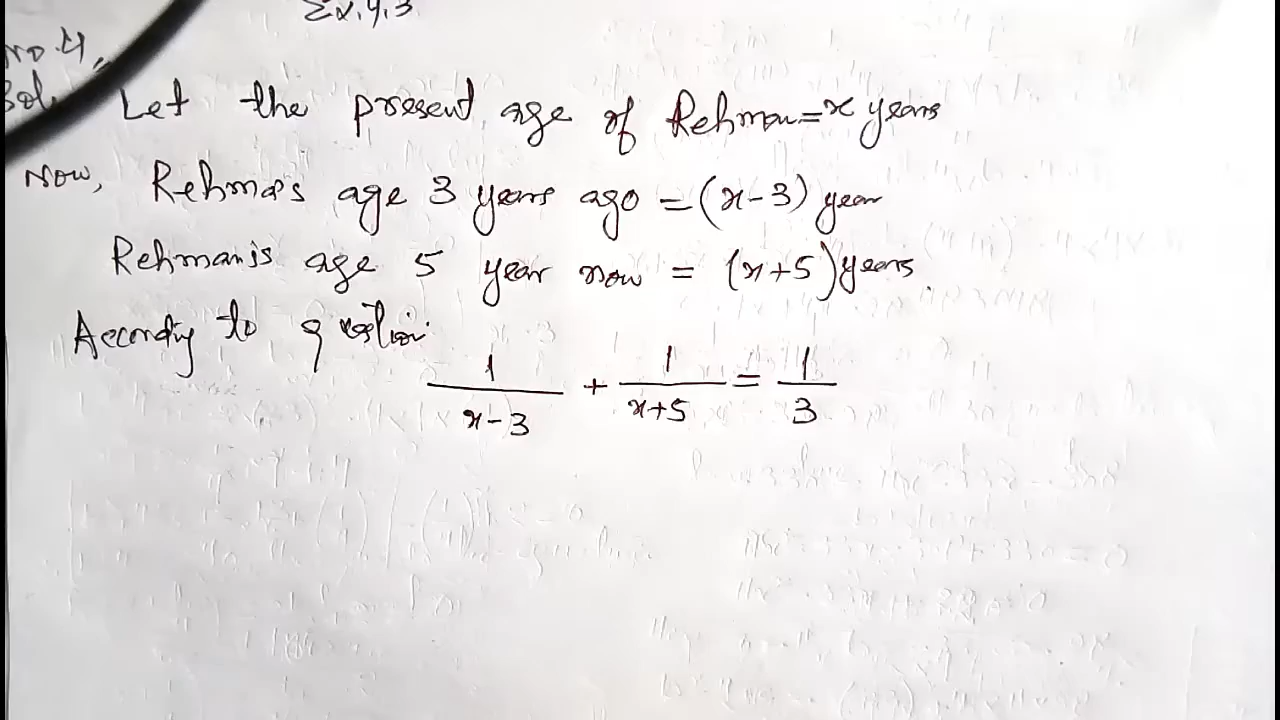 Ex.4.3
no 4,
Sol. Let the present age of Rehman = x years
Now, Rehma's age 3 years ago = (x-3) year
Rehman's age 5 year now = (x+5) years
According to question
1/(x-3) + 1/(x+5) = 1/3